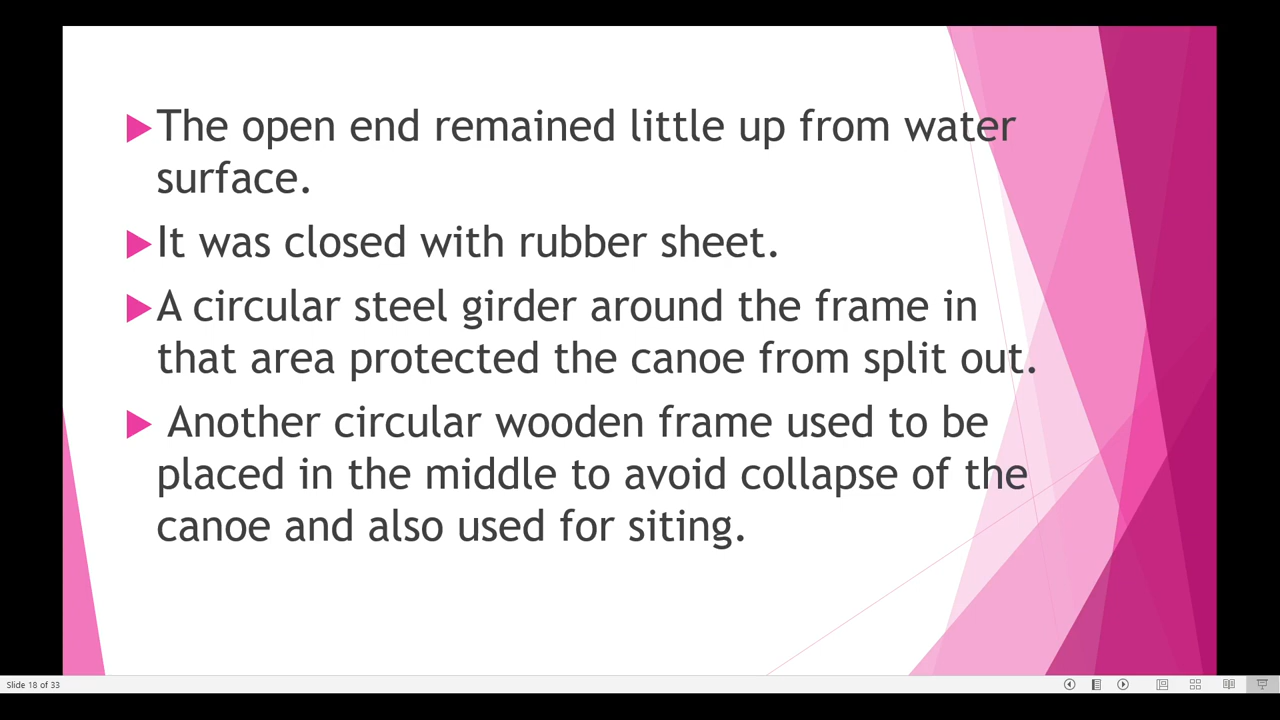 The open end remained little up from water
surface.
It was closed with rubber sheet.
A circular steel girder around the frame in
that area protected the canoe from split out.
Another circular wooden frame used to be
placed in the middle to avoid collapse of the
canoe and also used for siting.
Slide 18 of 33